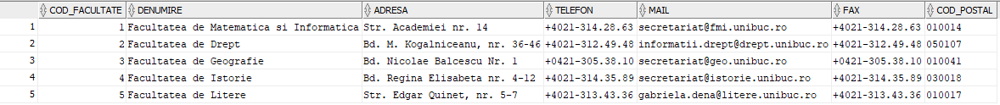 COD_FACULTATE DENUMIRE ADRESA TELEFON MAIL FAX COD_POSTAL
1 1 Facultatea de Matematica si Informatica Str. Academiei nr. 14 +4021-314.28.63 secretariat@fmi.unibuc.ro +4021-314.28.63 010014
2 2 Facultatea de Drept Bd. M. Kogalniceanu, nr. 36-46 +4021-312.49.48 informatii.drept@drept.unibuc.ro +4021-312.49.48 050107
3 3 Facultatea de Geografie Bd. Nicolae Balcescu Nr. 1 +0421-305.38.10 secretariat@geo.unibuc.ro +0421-305.38.10 010041
4 4 Facultatea de Istorie Bd. Regina Elisabeta nr. 4-12 +4021-314.35.89 secretariat@istorie.unibuc.ro +4021-314.35.89 030018
5 5 Facultatea de Litere Str. Edgar Quinet, nr. 5-7 +4021-313.43.36 gabriela.dena@litere.unibuc.ro +4021-313.43.36 010017